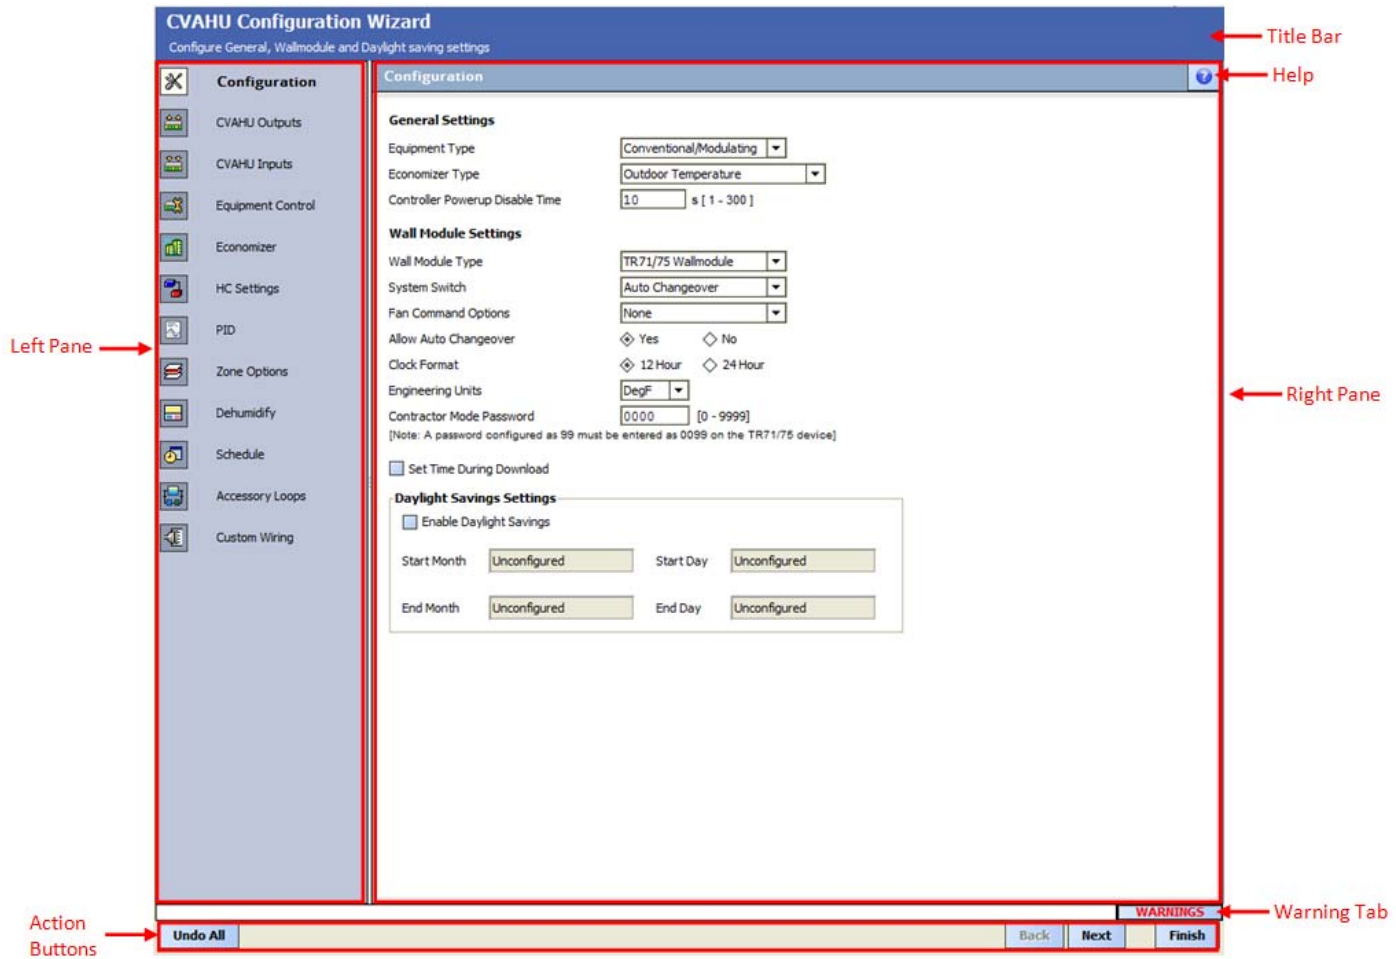 CVAHU Configuration Wizard
Configure General, Wallmodule and Daylight saving settings
Title Bar
Configuration
CVAHU Outputs
CVAHU Inputs
Equipment Control
Economizer
HC Settings
PID
Zone Options
Dehumidify
Schedule
Accessory Loops
Custom Wiring
Left Pane
Configuration
Help
General Settings
Equipment Type Conventional/Modulating
Economizer Type Outdoor Temperature
Controller Powerup Disable Time 10 s [ 1 - 300 ]
Wall Module Settings
Wall Module Type TR71/75 Wallmodule
System Switch Auto Changeover
Fan Command Options None
Allow Auto Changeover Yes No
Clock Format 12 Hour 24 Hour
Engineering Units DegF
Contractor Mode Password 0000 [0 - 9999]
[Note: A password configured as 99 must be entered as 0099 on the TR71/75 device]
Set Time During Download
Daylight Savings Settings
Enable Daylight Savings
Start Month Unconfigured Start Day Unconfigured
End Month Unconfigured End Day Unconfigured
Right Pane
WARNINGS
Warning Tab
Action
Buttons
Undo All Back Next Finish